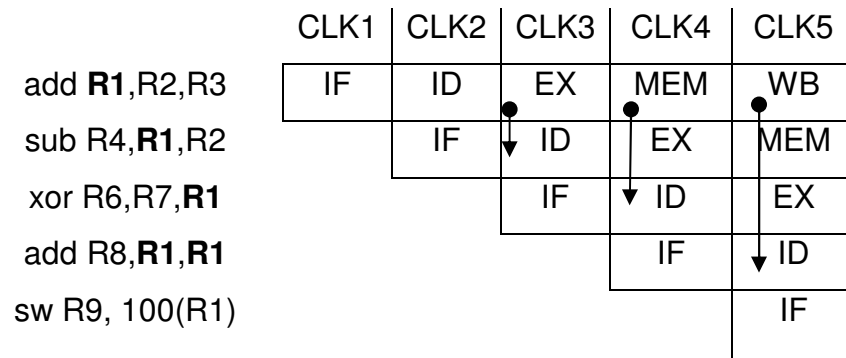 CLK1 CLK2 CLK3 CLK4 CLK5
add R1,R2,R3 IF ID EX MEM WB
sub R4,R1,R2 IF ID EX MEM
xor R6,R7,R1 IF ID EX
add R8,R1,R1 IF ID
sw R9, 100(R1) IF